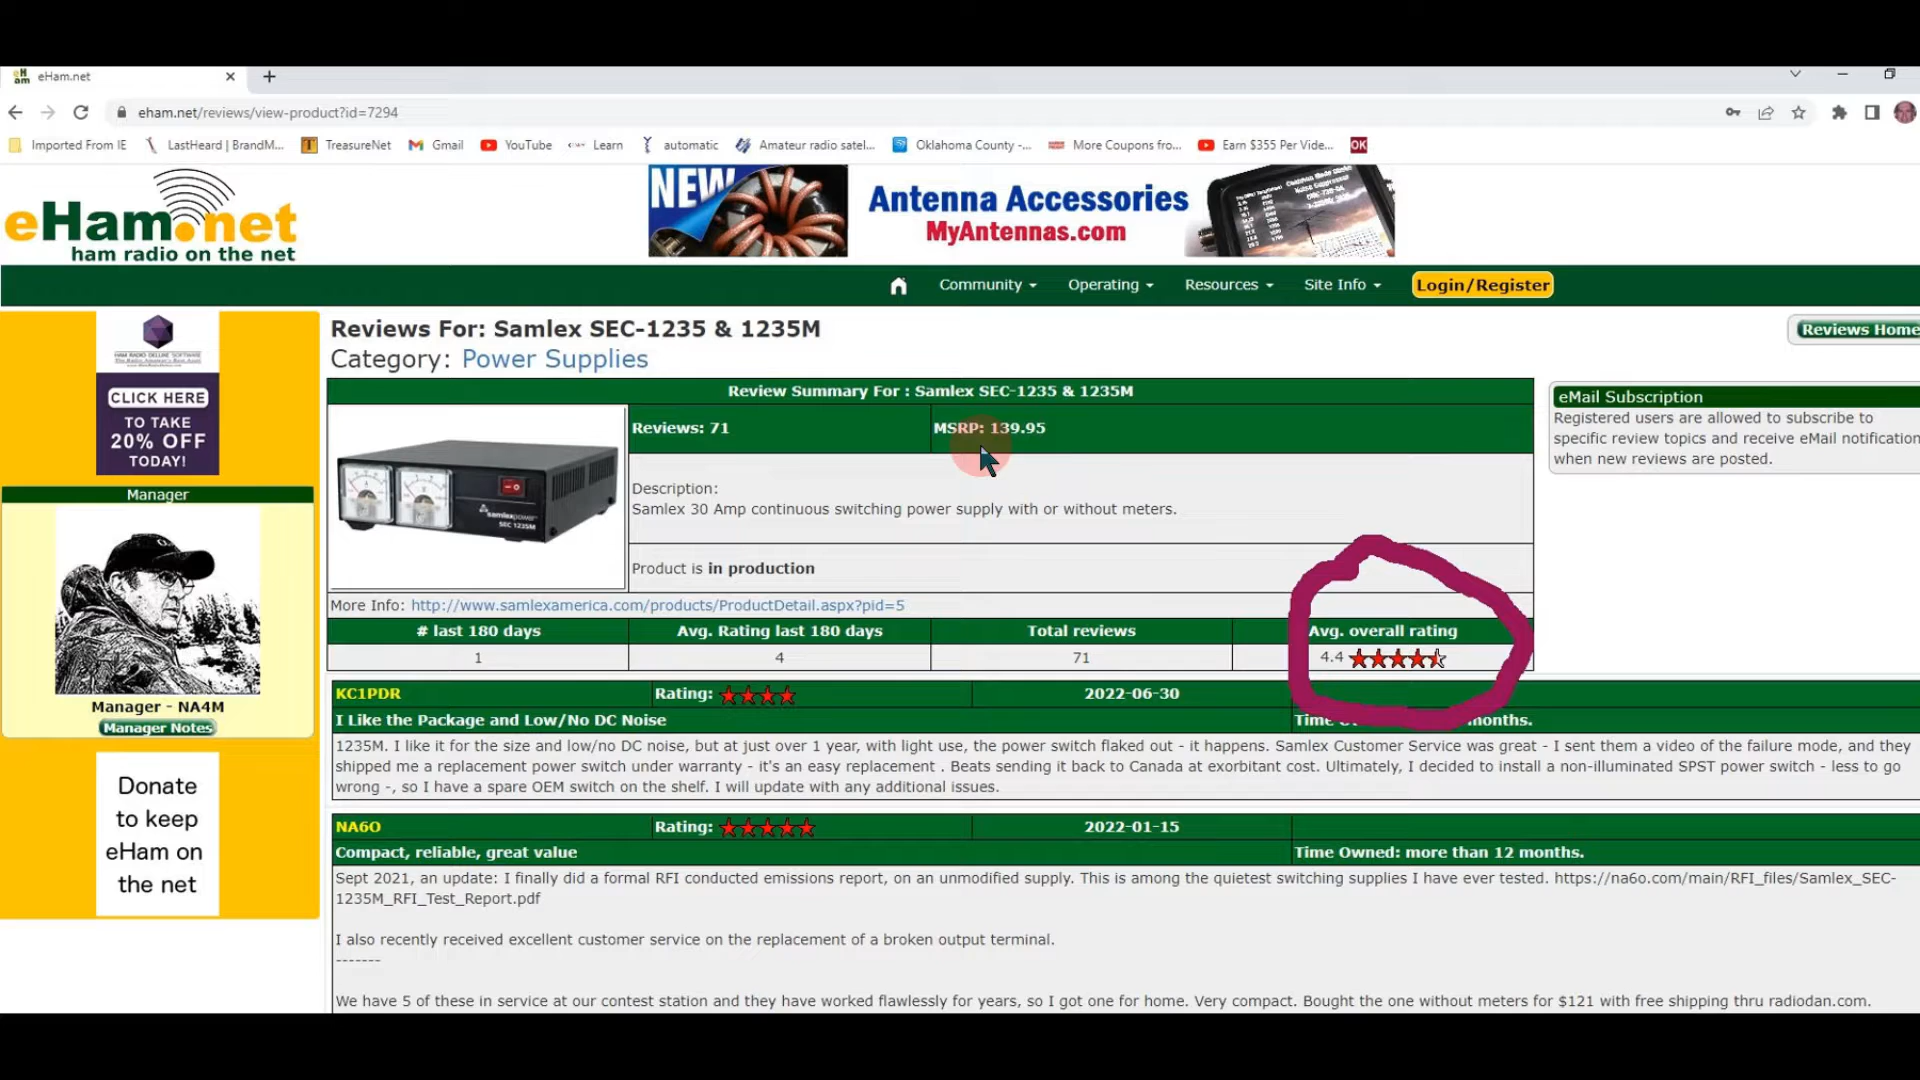 eHam.net
eham.net/reviews/view-product?id=7294
Imported From IE
LastHeard | BrandM...
TreasureNet
Gmail
YouTube
Learn
automatic
Amateur radio satel...
Oklahoma County -...
More Coupons fro...
Earn $355 Per Vide...
OK
eHam.net
ham radio on the net
NEW
Antenna Accessories
MyAntennas.com
Community
Operating
Resources
Site Info
Login/Register
HAM RADIO DELUXE SOFTWARE
CLICK HERE
TO TAKE
20% OFF
TODAY!
Manager
Manager - NA4M
Manager Notes
Donate
to keep
eHam on
the net
Reviews For: Samlex SEC-1235 & 1235M
Category: Power Supplies
Reviews Home
Review Summary For : Samlex SEC-1235 & 1235M
Reviews: 71
MSRP: 139.95
samlexpower
SEC 1235M
Description:
Samlex 30 Amp continuous switching power supply with or without meters.
Product is in production
More Info: http://www.samlexamerica.com/products/ProductDetail.aspx?pid=5
# last 180 days
Avg. Rating last 180 days
Total reviews
Avg. overall rating
1
4
71
4.4
eMail Subscription
Registered users are allowed to subscribe to
specific review topics and receive eMail notification
when new reviews are posted.
KC1PDR
Rating:
2022-06-30
I Like the Package and Low/No DC Noise
Time months.
1235M. I like it for the size and low/no DC noise, but at just over 1 year, with light use, the power switch flaked out - it happens. Samlex Customer Service was great - I sent them a video of the failure mode, and they
shipped me a replacement power switch under warranty - it's an easy replacement . Beats sending it back to Canada at exorbitant cost. Ultimately, I decided to install a non-illuminated SPST power switch - less to go
wrong -, so I have a spare OEM switch on the shelf. I will update with any additional issues.
NA6O
Rating:
2022-01-15
Compact, reliable, great value
Time Owned: more than 12 months.
Sept 2021, an update: I finally did a formal RFI conducted emissions report, on an unmodified supply. This is among the quietest switching supplies I have ever tested. https://na6o.com/main/RFI_files/Samlex_SEC-
1235M_RFI_Test_Report.pdf
I also recently received excellent customer service on the replacement of a broken output terminal.
-------
We have 5 of these in service at our contest station and they have worked flawlessly for years, so I got one for home. Very compact. Bought the one without meters for $121 with free shipping thru radiodan.com.